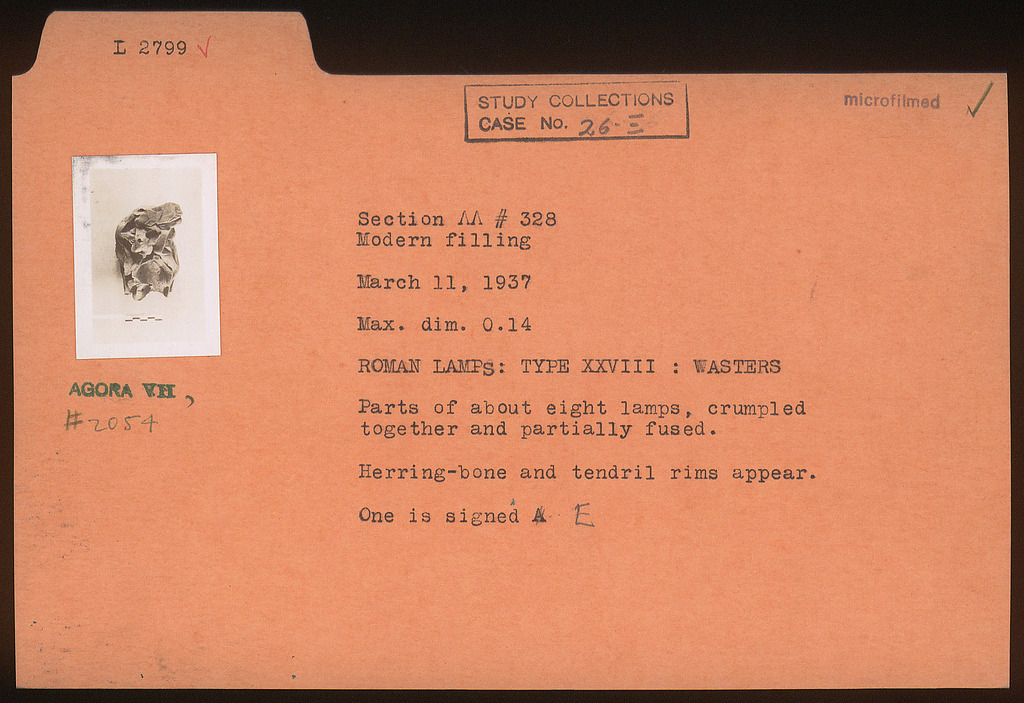 L 2799
STUDY COLLECTIONS
CASE No. 26-Ξ
microfilmed
Section ΛΛ # 328
Modern filling
March 11, 1937
Max. dim. 0.14
ROMAN LAMPS: TYPE XXVIII : WASTERS
Parts of about eight lamps, crumpled
together and partially fused.
Herring-bone and tendril rims appear.
One is signed E
AGORA VII,
#2054